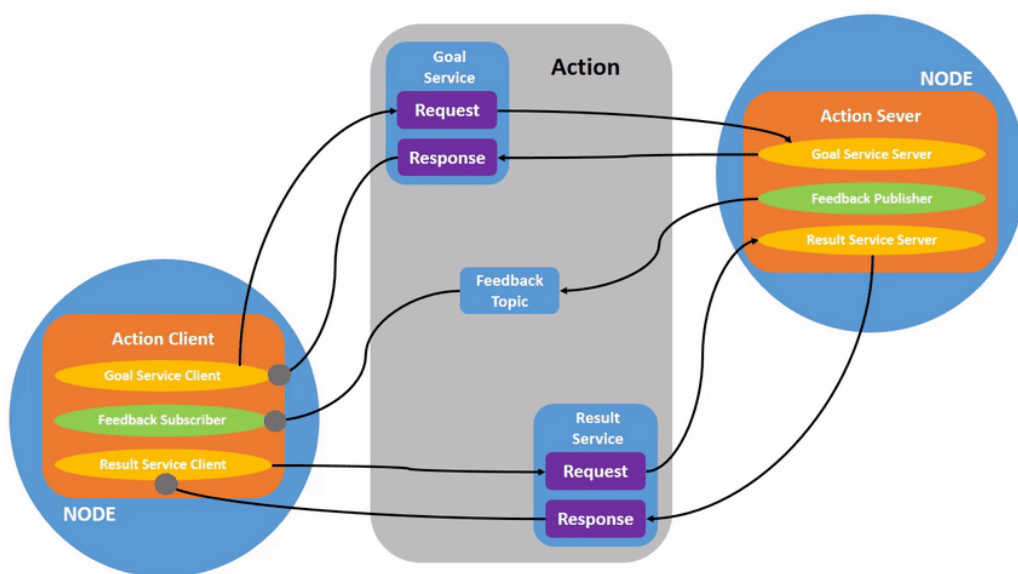 Goal
Service
Request
Response
Action
NODE
Action Sever
Goal Service Server
Feedback Publisher
Result Service Server
Feedback
Topic
Action Client
Goal Service Client
Feedback Subscriber
Result Service Client
NODE
Result
Service
Request
Response